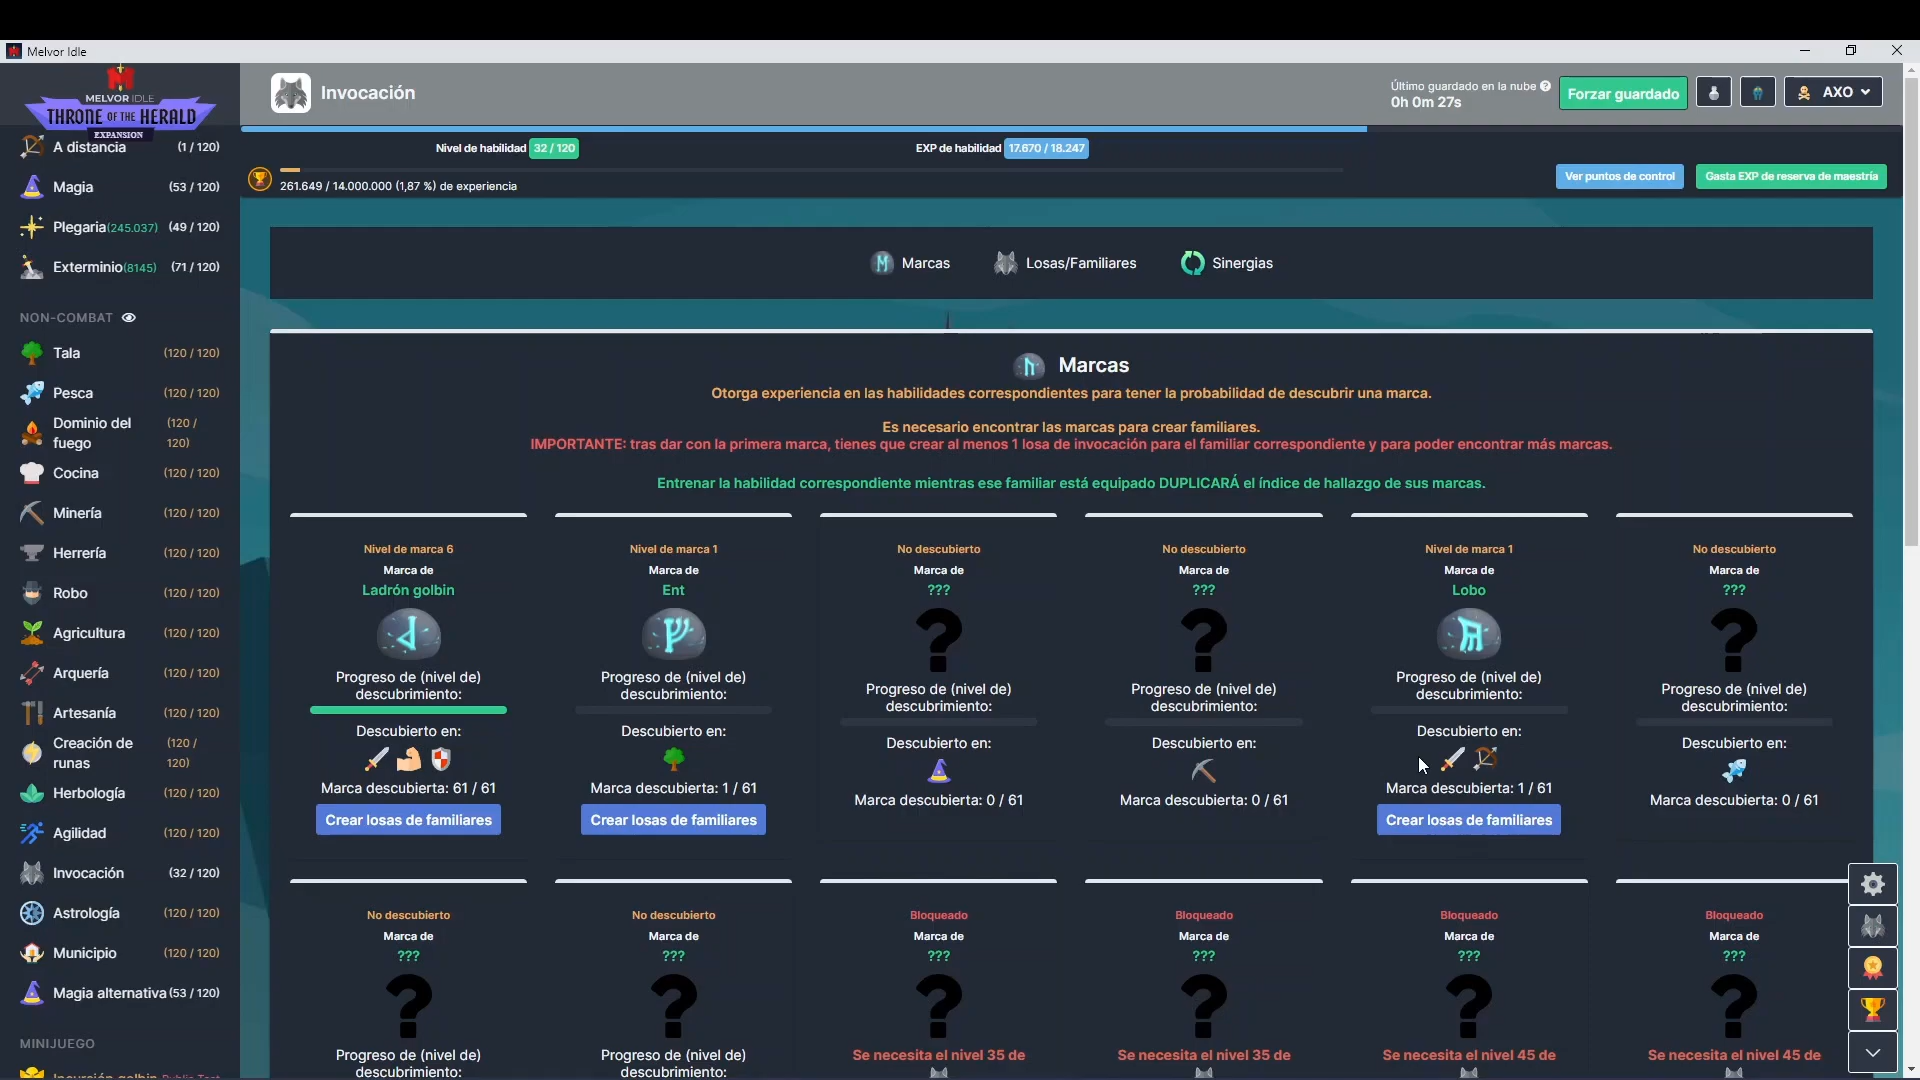 Melvor Idle
MELVOR IDLE
THRONE OF THE HERALD
EXPANSION
Invocación
Último guardado en la nube
0h 0m 27s
Forzar guardado
AXO
A distancia (1 / 120)
Magia (53 / 120)
Plegaria (245.037) (49 / 120)
Exterminio (8145) (71 / 120)
NON-COMBAT
Tala (120 / 120)
Pesca (120 / 120)
Dominio del fuego (120 / 120)
Cocina (120 / 120)
Minería (120 / 120)
Herrería (120 / 120)
Robo (120 / 120)
Agricultura (120 / 120)
Arquería (120 / 120)
Artesanía (120 / 120)
Creación de runas (120 / 120)
Herbología (120 / 120)
Agilidad (120 / 120)
Invocación (32 / 120)
Astrología (120 / 120)
Municipio (120 / 120)
Magia alternativa (53 / 120)
MINIJUEGO
Incursión golbin Public Test
Nivel de habilidad 32 / 120
EXP de habilidad 17.670 / 18.247
261.649 / 14.000.000 (1,87 %) de experiencia
Ver puntos de control
Gasta EXP de reserva de maestría
Marcas
Losas/Familiares
Sinergias
Marcas
Otorga experiencia en las habilidades correspondientes para tener la probabilidad de descubrir una marca.
Es necesario encontrar las marcas para crear familiares.
IMPORTANTE: tras dar con la primera marca, tienes que crear al menos 1 losa de invocación para el familiar correspondiente y para poder encontrar más marcas.
Entrenar la habilidad correspondiente mientras ese familiar está equipado DUPLICARÁ el índice de hallazgo de sus marcas.
Nivel de marca 6
Marca de
Ladrón golbin
Progreso de (nivel de)
descubrimiento:
Descubierto en:
Marca descubierta: 61 / 61
Crear losas de familiares
Nivel de marca 1
Marca de
Ent
Progreso de (nivel de)
descubrimiento:
Descubierto en:
Marca descubierta: 1 / 61
Crear losas de familiares
No descubierto
Marca de
???
Progreso de (nivel de)
descubrimiento:
Descubierto en:
Marca descubierta: 0 / 61
No descubierto
Marca de
???
Progreso de (nivel de)
descubrimiento:
Descubierto en:
Marca descubierta: 0 / 61
Nivel de marca 1
Marca de
Lobo
Progreso de (nivel de)
descubrimiento:
Descubierto en:
Marca descubierta: 1 / 61
Crear losas de familiares
No descubierto
Marca de
???
Progreso de (nivel de)
descubrimiento:
Descubierto en:
Marca descubierta: 0 / 61
No descubierto
Marca de
???
Progreso de (nivel de)
descubrimiento:
No descubierto
Marca de
???
Progreso de (nivel de)
descubrimiento:
Bloqueado
Marca de
???
Se necesita el nivel 35 de
Bloqueado
Marca de
???
Se necesita el nivel 35 de
Bloqueado
Marca de
???
Se necesita el nivel 45 de
Bloqueado
Marca de
???
Se necesita el nivel 45 de